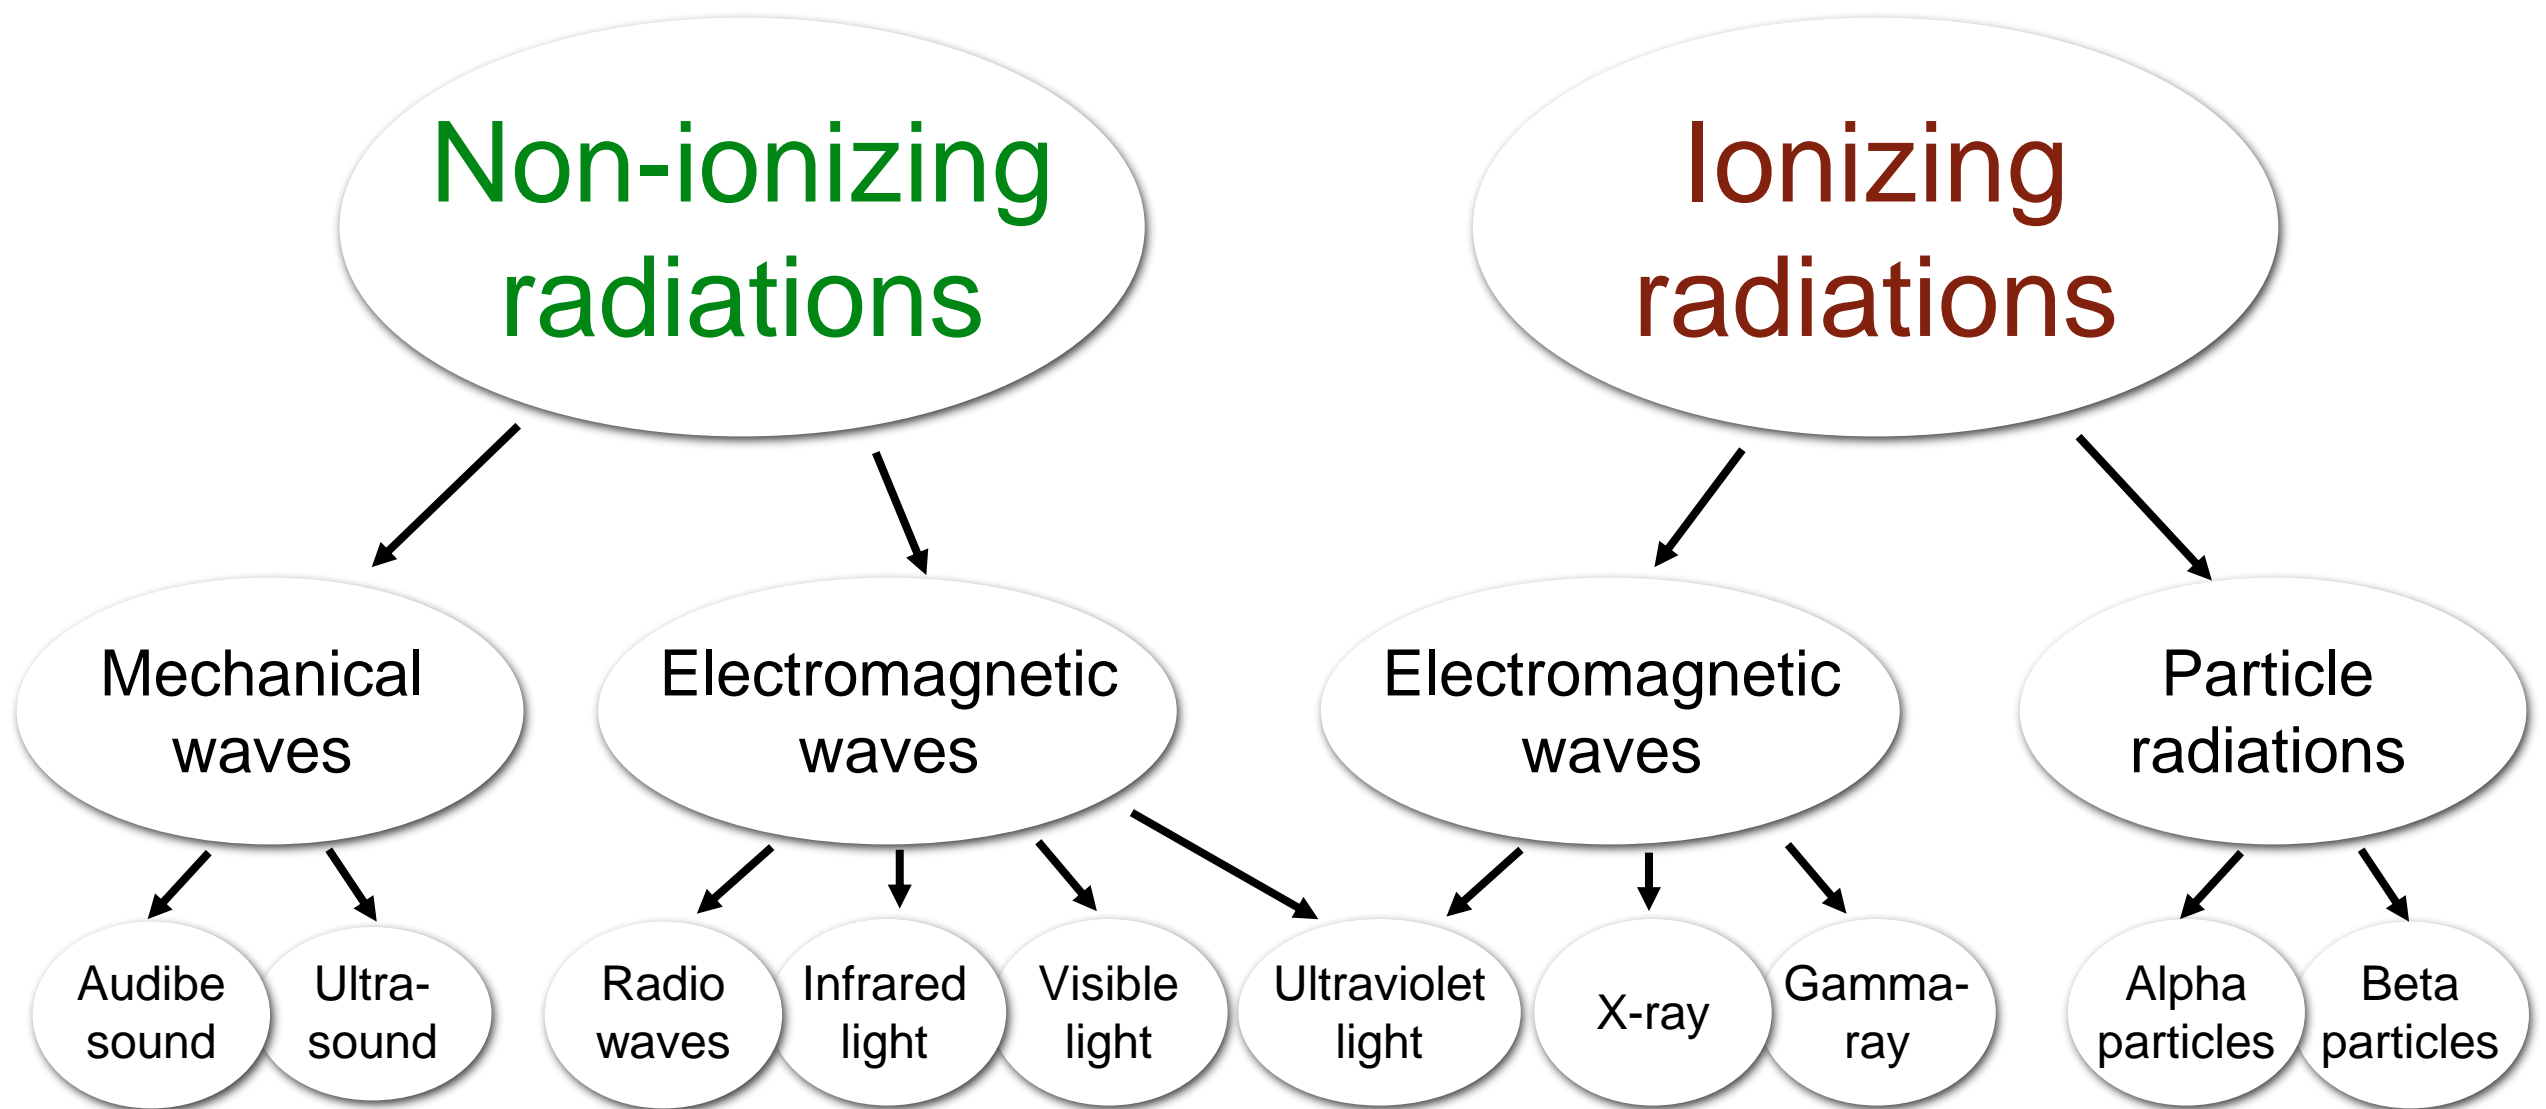 Non-ionizing
radiations
Ionizing
radiations
Mechanical
waves
Electromagnetic
waves
Electromagnetic
waves
Particle
radiations
Audibe
sound
Ultra-
sound
Radio
waves
Infrared
light
Visible
light
Ultraviolet
light
X-ray
Gamma-
ray
Alpha
particles
Beta
particles